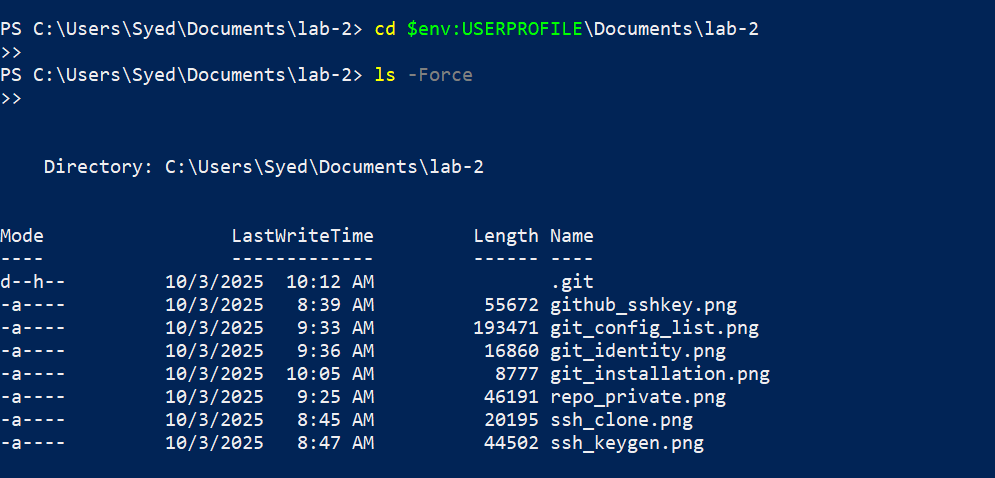 PS C:\Users\Syed\Documents\lab-2> cd $env:USERPROFILE\Documents\lab-2
>>
PS C:\Users\Syed\Documents\lab-2> ls -Force
>>
Directory: C:\Users\Syed\Documents\lab-2
Mode LastWriteTime Length Name
---- ------------- ------ ----
d--h-- 10/3/2025 10:12 AM .git
-a---- 10/3/2025 8:39 AM 55672 github_sshkey.png
-a---- 10/3/2025 9:33 AM 193471 git_config_list.png
-a---- 10/3/2025 9:36 AM 16860 git_identity.png
-a---- 10/3/2025 10:05 AM 8777 git_installation.png
-a---- 10/3/2025 9:25 AM 46191 repo_private.png
-a---- 10/3/2025 8:45 AM 20195 ssh_clone.png
-a---- 10/3/2025 8:47 AM 44502 ssh_keygen.png